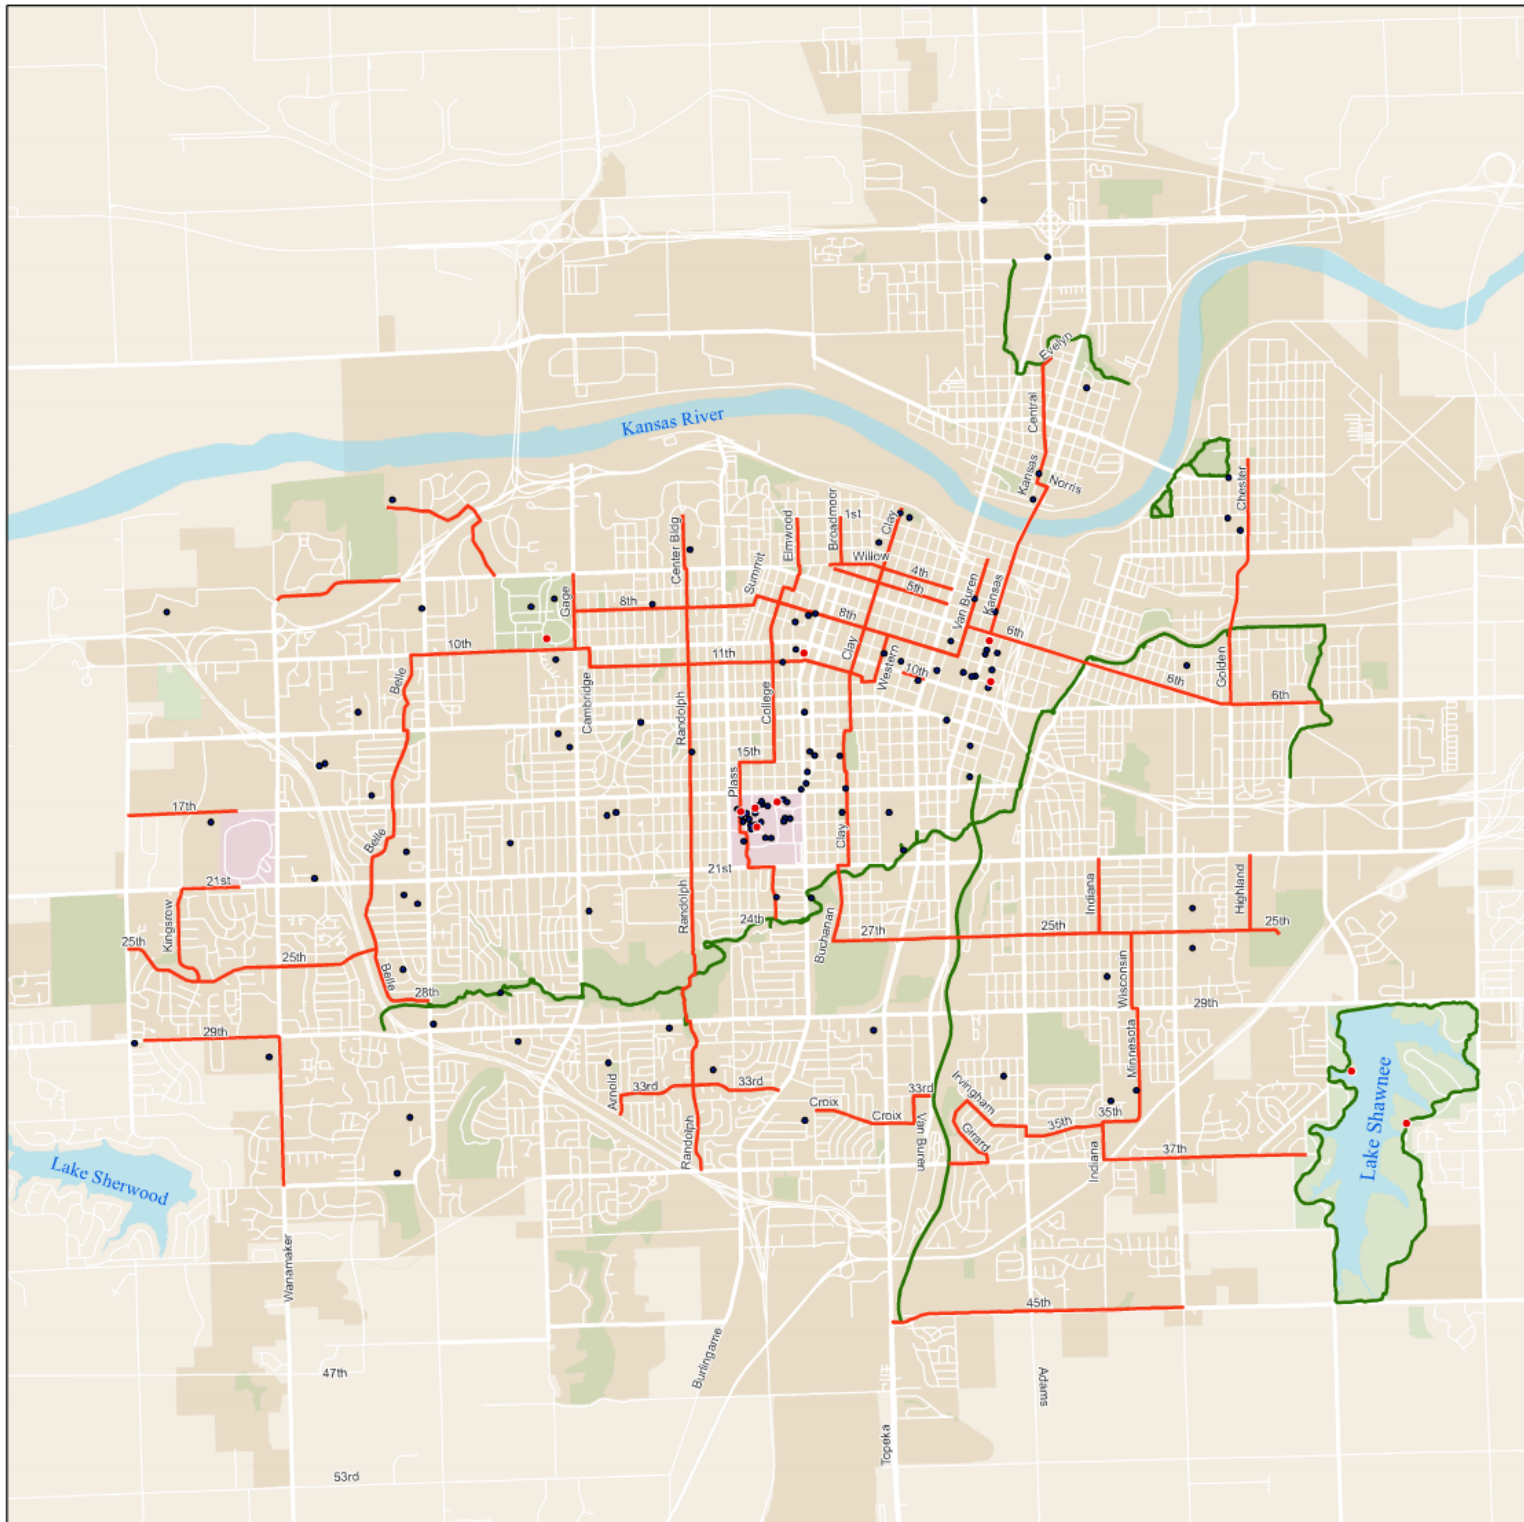 Evelyn
Central
Kansas River
Kansas
Norris
Chester
Center Bldg
Elmwood
Broadmoor
1st
Clay
Willow
Summit
4th
5th
Van Buren
Kansas
Gage
8th
8th
6th
10th
11th
Clay
Western
10th
Golden
6th
6th
Belle
Cambridge
Randolph
College
15th
Plass
17th
Belle
Clay
21st
21st
Indiana
Highland
Kingsrow
Randolph
24th
Buchanan
27th
25th
25th
25th
25th
Belle
28th
Wisconsin
29th
29th
Minnesota
Arnold
33rd
33rd
33rd
Irvingham
Croix
Croix
Van Buren
Girard
35th
35th
Indiana
37th
Randolph
Lake Shawnee
Lake Sherwood
Wanamaker
45th
47th
Burlingame
Adams
Topeka
53rd